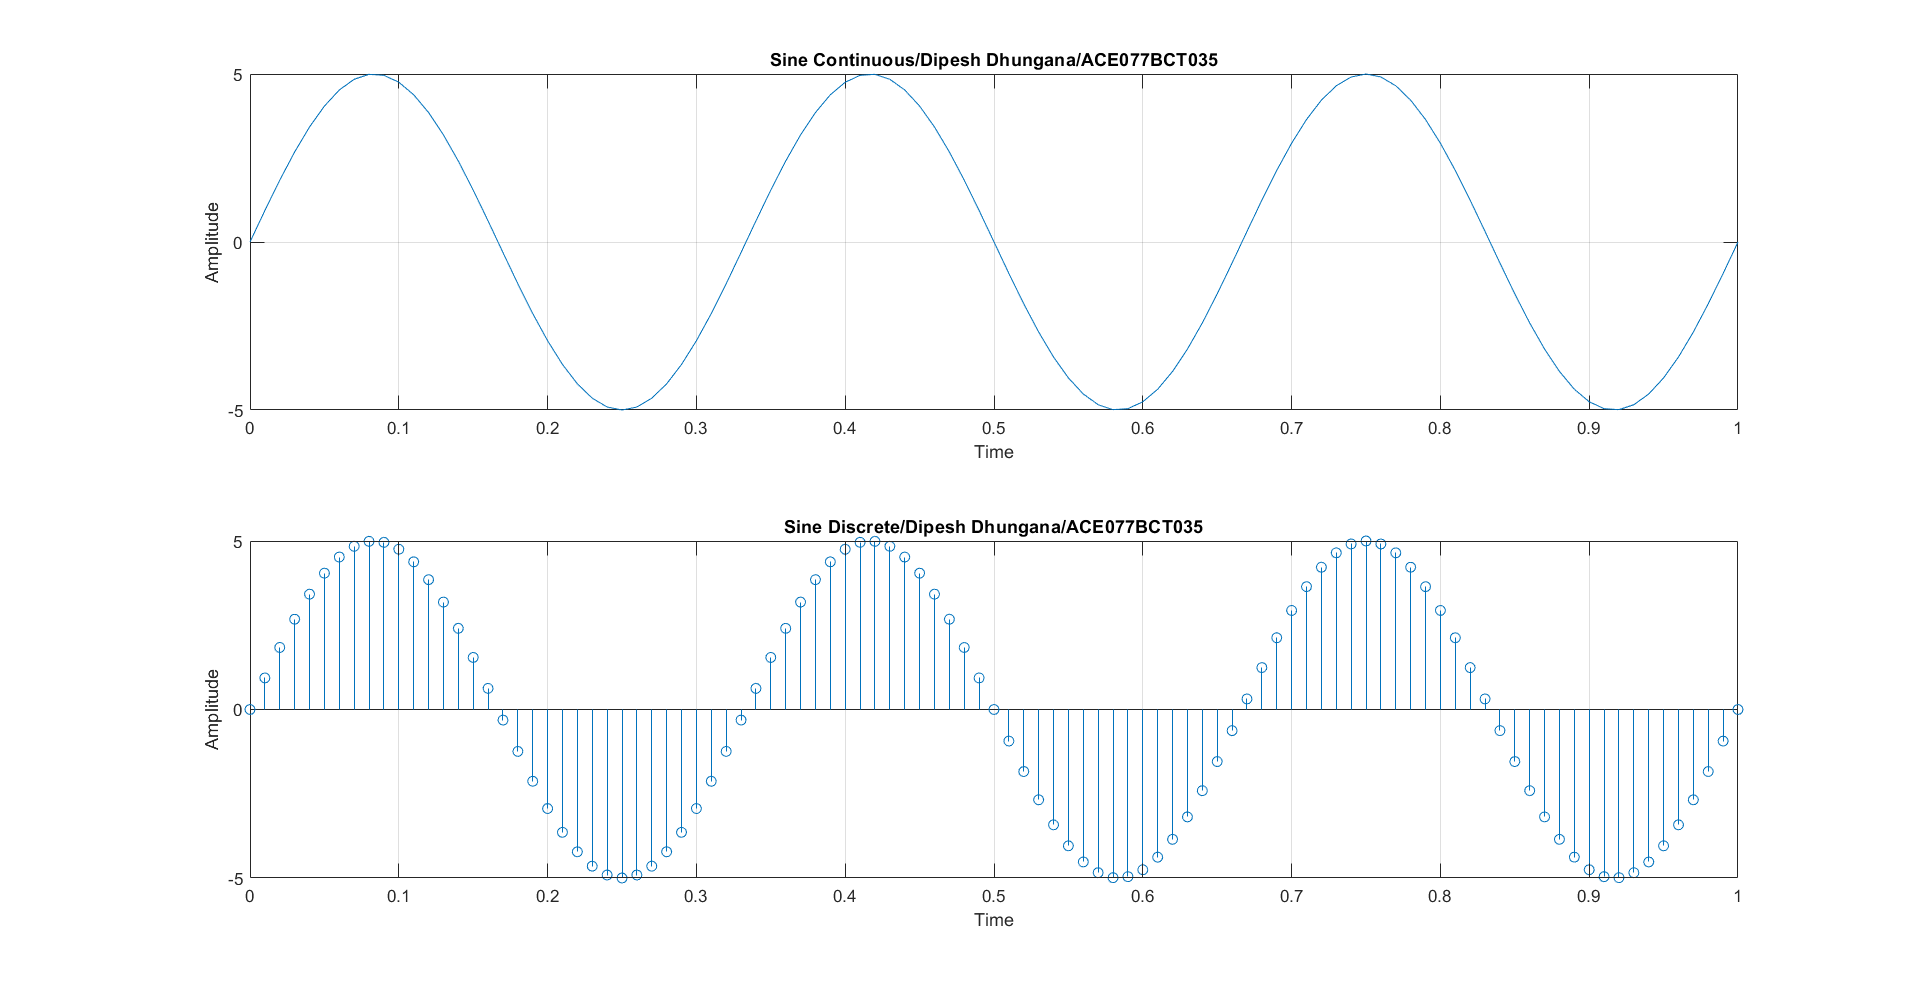 Sine Continuous/Dipesh Dhungana/ACE077BCT035
5
0
-5
Amplitude
0 0.1 0.2 0.3 0.4 0.5 0.6 0.7 0.8 0.9 1
Time
Sine Discrete/Dipesh Dhungana/ACE077BCT035
5
0
-5
Amplitude
0 0.1 0.2 0.3 0.4 0.5 0.6 0.7 0.8 0.9 1
Time